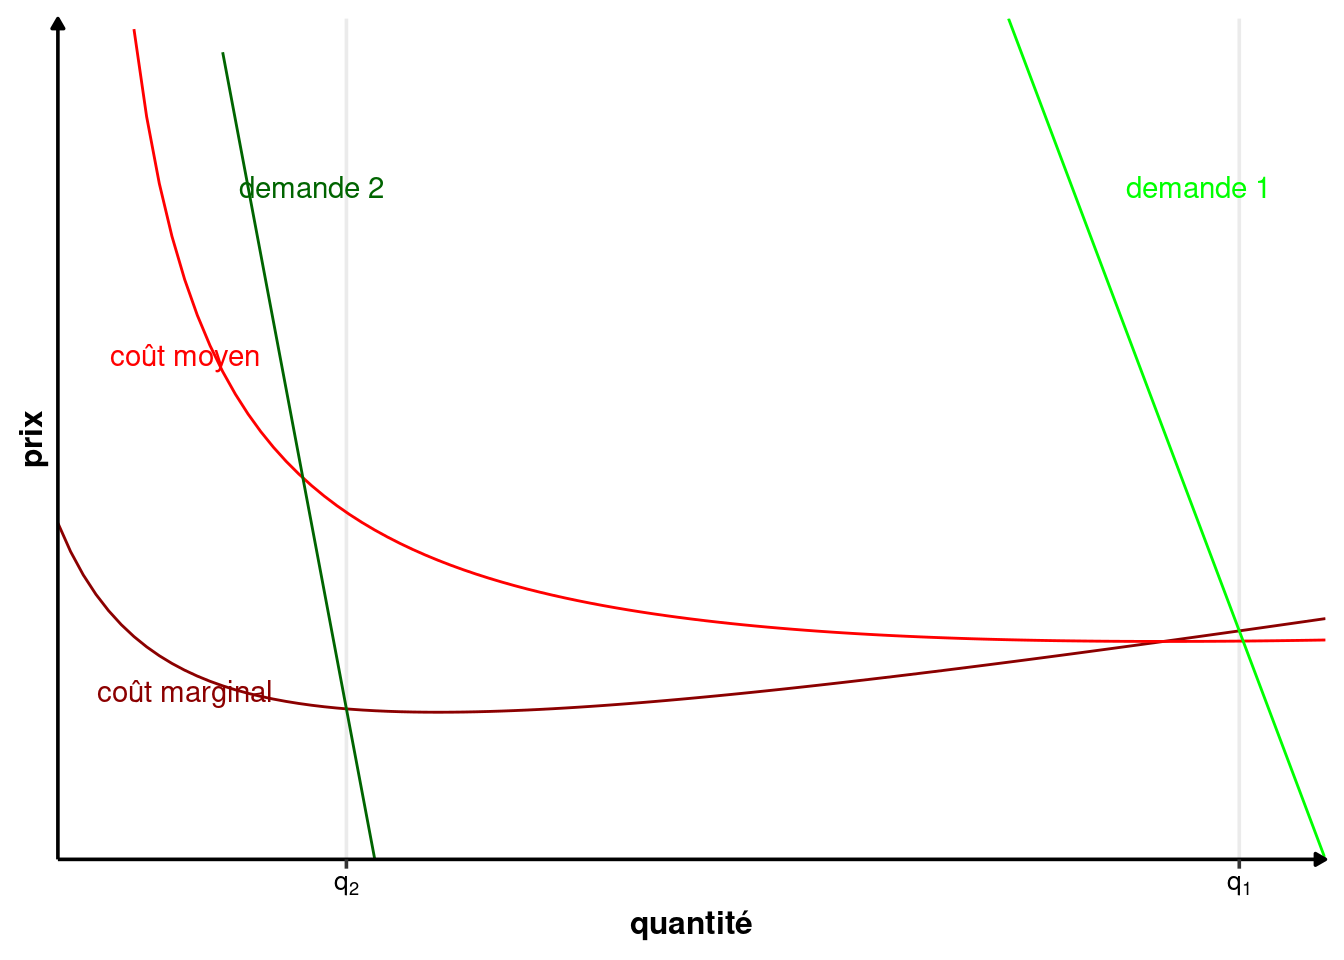 demande 2
demande 1
coût moyen
prix
coût marginal
q₂
q₁
quantité